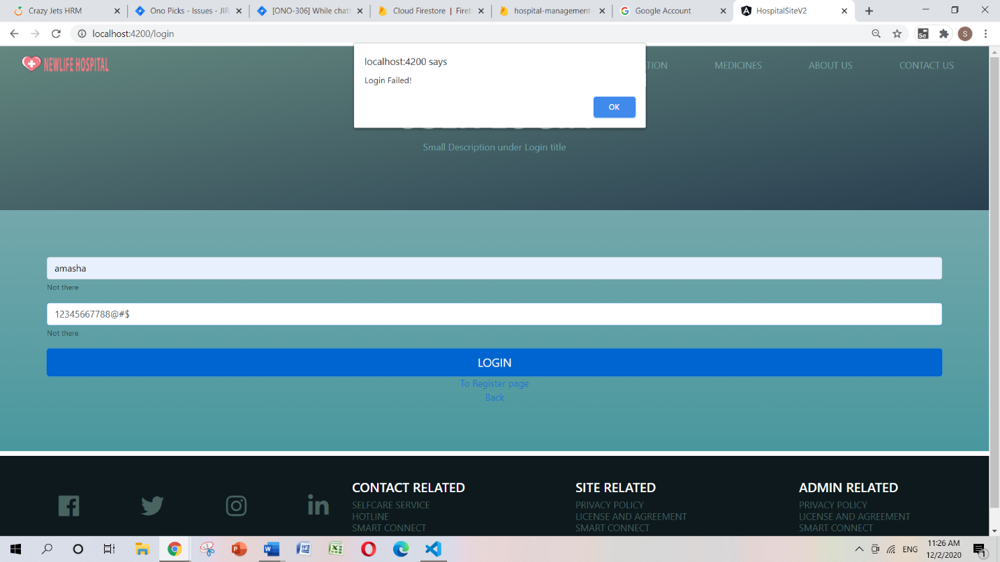 Crazy Jets HRM
Ono Picks - Issues - JIR
[ONO-306] While chatt
Cloud Firestore | Fireb
hospital-management-
Google Account
HospitalSiteV2
localhost:4200/login
Se
S
NEWLIFE HOSPITAL
MEDICINES
ABOUT US
CONTACT US
localhost:4200 says
Login Failed!
OK
Small Description under Login title
amasha
Not there
12345667788@#$
Not there
LOGIN
To Register page
Back
CONTACT RELATED
SELFCARE SERVICE
HOTLINE
SMART CONNECT
SITE RELATED
PRIVACY POLICY
LICENSE AND AGREEMENT
SMART CONNECT
ADMIN RELATED
PRIVACY POLICY
LICENSE AND AGREEMENT
SMART CONNECT
ENG
11:26 AM
12/2/2020
1